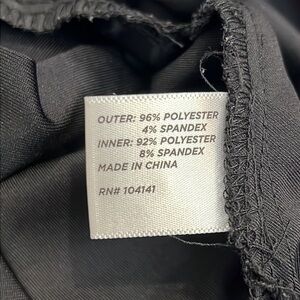 OUTER: 96% POLYESTER
4% SPANDEX
INNER: 92% POLYESTER
8% SPANDEX
MADE IN CHINA
RN# 104141